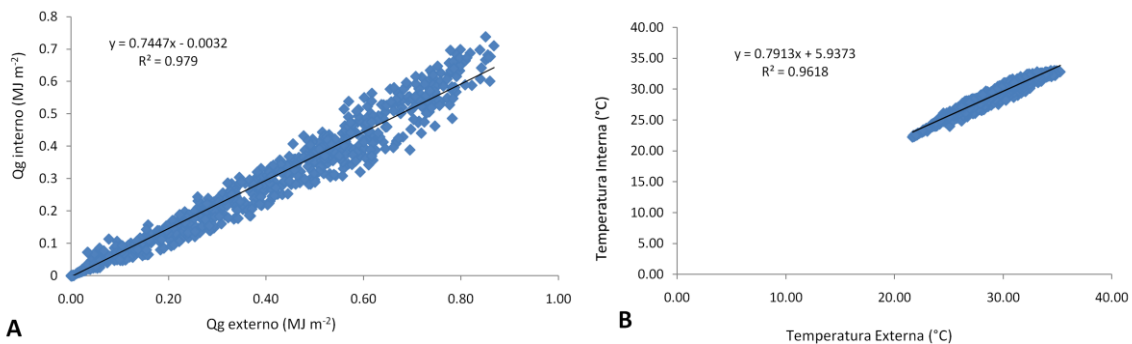 y = 0.7447x - 0.0032
R² = 0.979
Qg interno (MJ m⁻²)
0.8
0.7
0.6
0.5
0.4
0.3
0.2
0.1
0
0.00 0.20 0.40 0.60 0.80 1.00
Qg externo (MJ m⁻²)
A
y = 0.7913x + 5.9373
R² = 0.9618
Temperatura Interna (°C)
40.00
35.00
30.00
25.00
20.00
15.00
10.00
5.00
0.00
0.00 10.00 20.00 30.00 40.00
Temperatura Externa (°C)
B